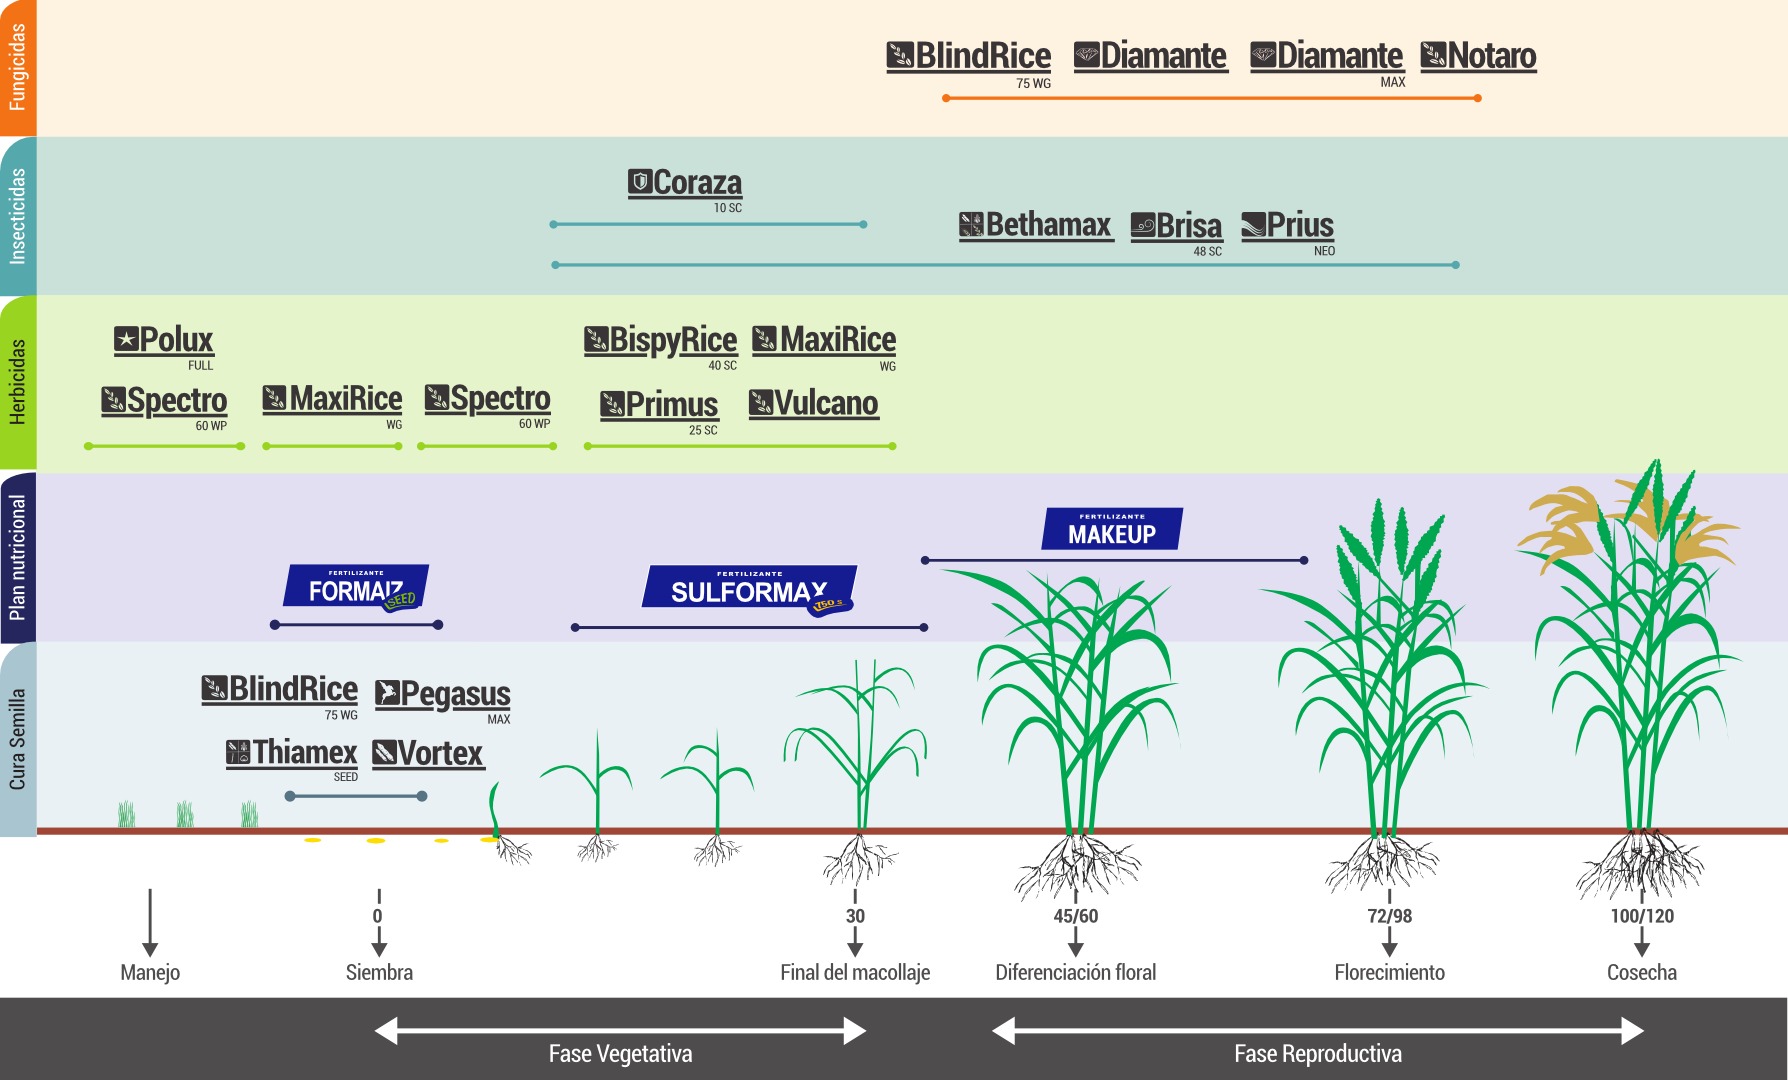 Fungicidas
BlindRice
75 WG
Diamante
Diamante
MAX
Notaro
Insecticidas
Coraza
10 SC
Bethamax
Brisa
48 SC
Prius
NEO
Herbicidas
Polux
FULL
Spectro
60 WP
MaxiRice
WG
Spectro
60 WP
BispyRice
40 SC
MaxiRice
WG
Primus
25 SC
Vulcano
Plan nutricional
FERTILIZANTE
FORMAIZ
SEED
FERTILIZANTE
SULFORMAX
750 S
FERTILIZANTE
MAKEUP
Cura Semilla
BlindRice
75 WG
Pegasus
MAX
Thiamex
SEED
Vortex
0
30
45/60
72/98
100/120
Manejo
Siembra
Final del macollaje
Diferenciación floral
Florecimiento
Cosecha
Fase Vegetativa
Fase Reproductiva